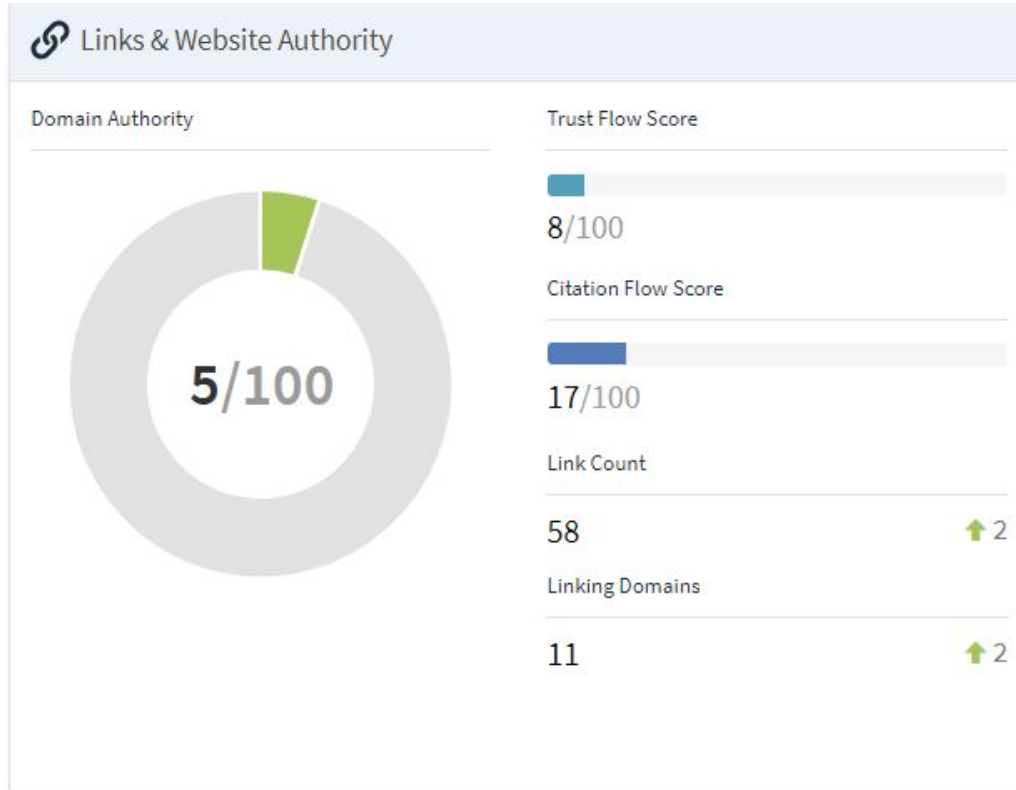 Links & Website Authority
Domain Authority
5/100
Trust Flow Score
8/100
Citation Flow Score
17/100
Link Count
58
2
Linking Domains
11
2